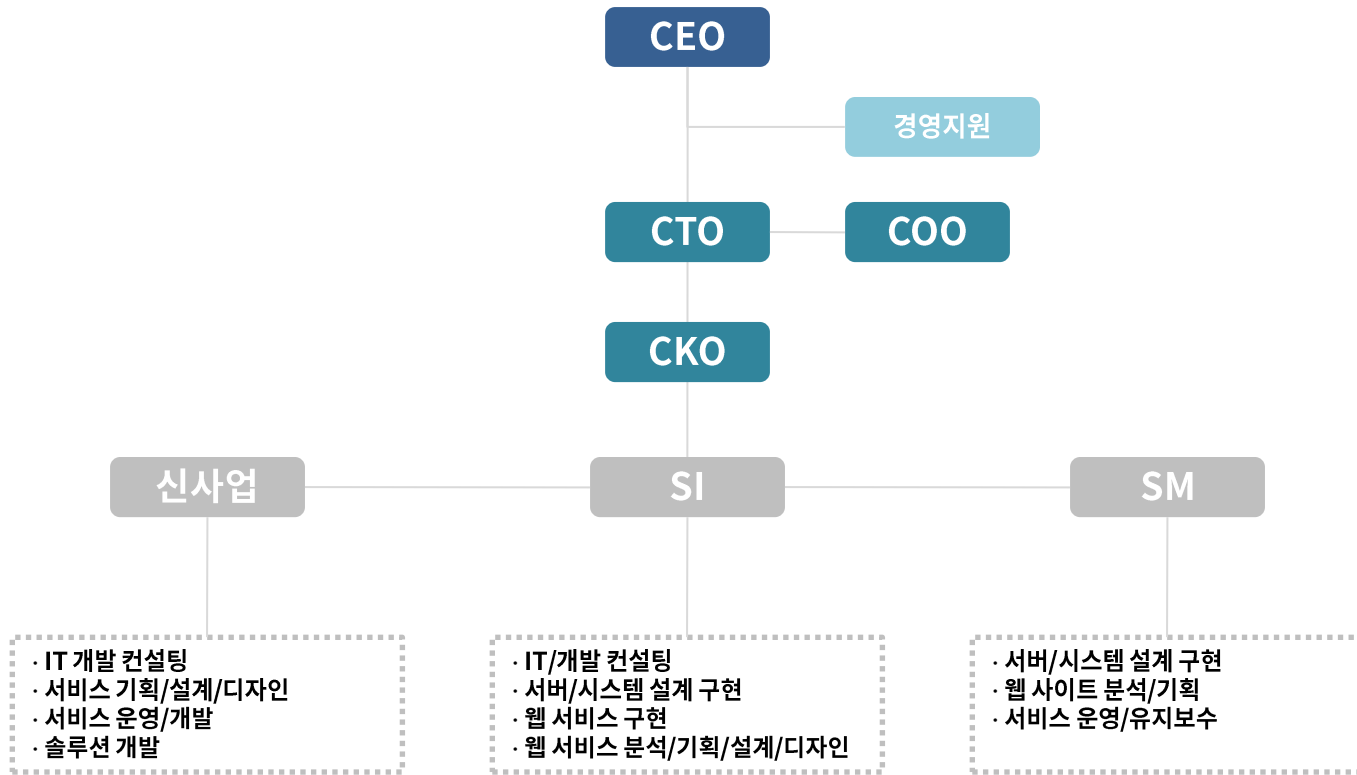 CEO
경영지원
CTO
COO
CKO
신사업
SI
SM
· IT 개발 컨설팅
· 서비스 기획/설계/디자인
· 서비스 운영/개발
· 솔루션 개발
· IT/개발 컨설팅
· 서버/시스템 설계 구현
· 웹 서비스 구현
· 웹 서비스 분석/기획/설계/디자인
· 서버/시스템 설계 구현
· 웹 사이트 분석/기획
· 서비스 운영/유지보수